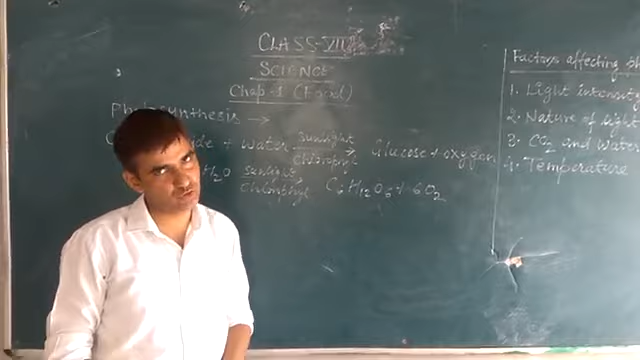 CLASS-VII
SCIENCE
Chap-1 (Food)
Photosynthesis →
+ water sunlight chlorophyll → Glucose + oxygen
H2O sunlight chlorophyll → C6H12O6 + 6O2
Factors affecting
1. Light intensity
2. Nature of light
3. CO2 and water
4. Temperature